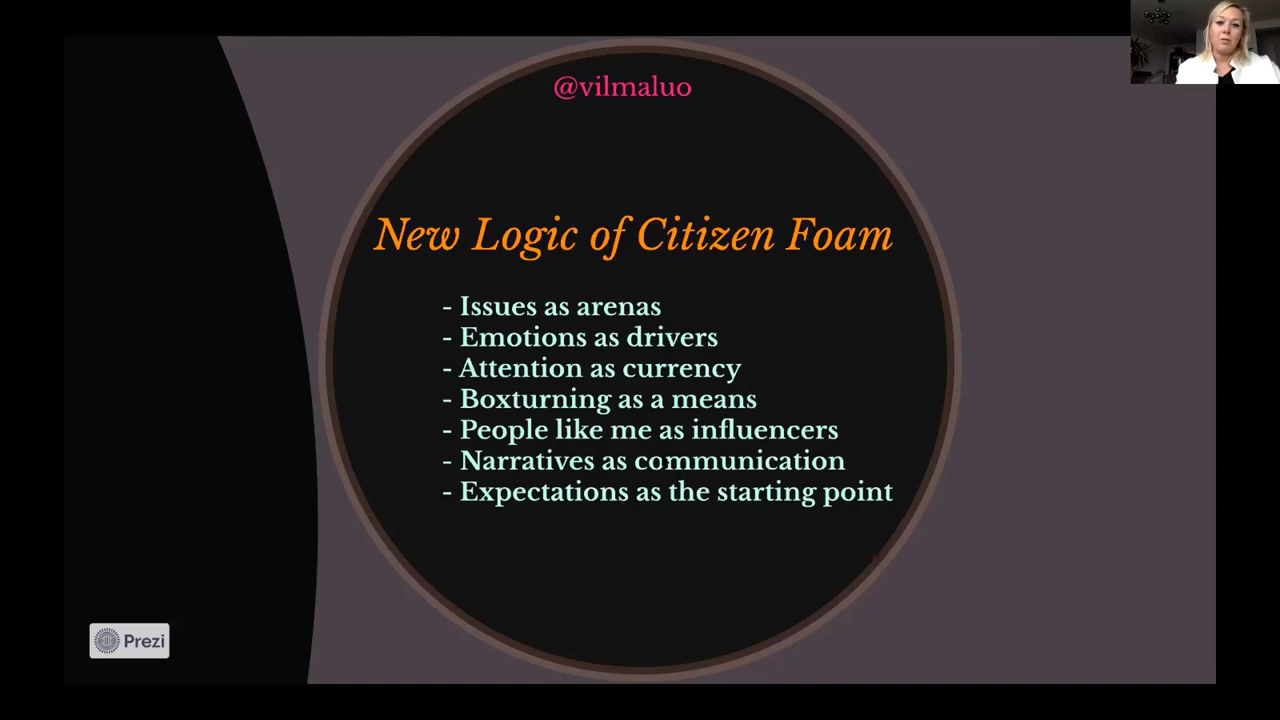 @vilmaluo
New Logic of Citizen Foam
- Issues as arenas
- Emotions as drivers
- Attention as currency
- Boxturning as a means
- People like me as influencers
- Narratives as communication
- Expectations as the starting point
Prezi